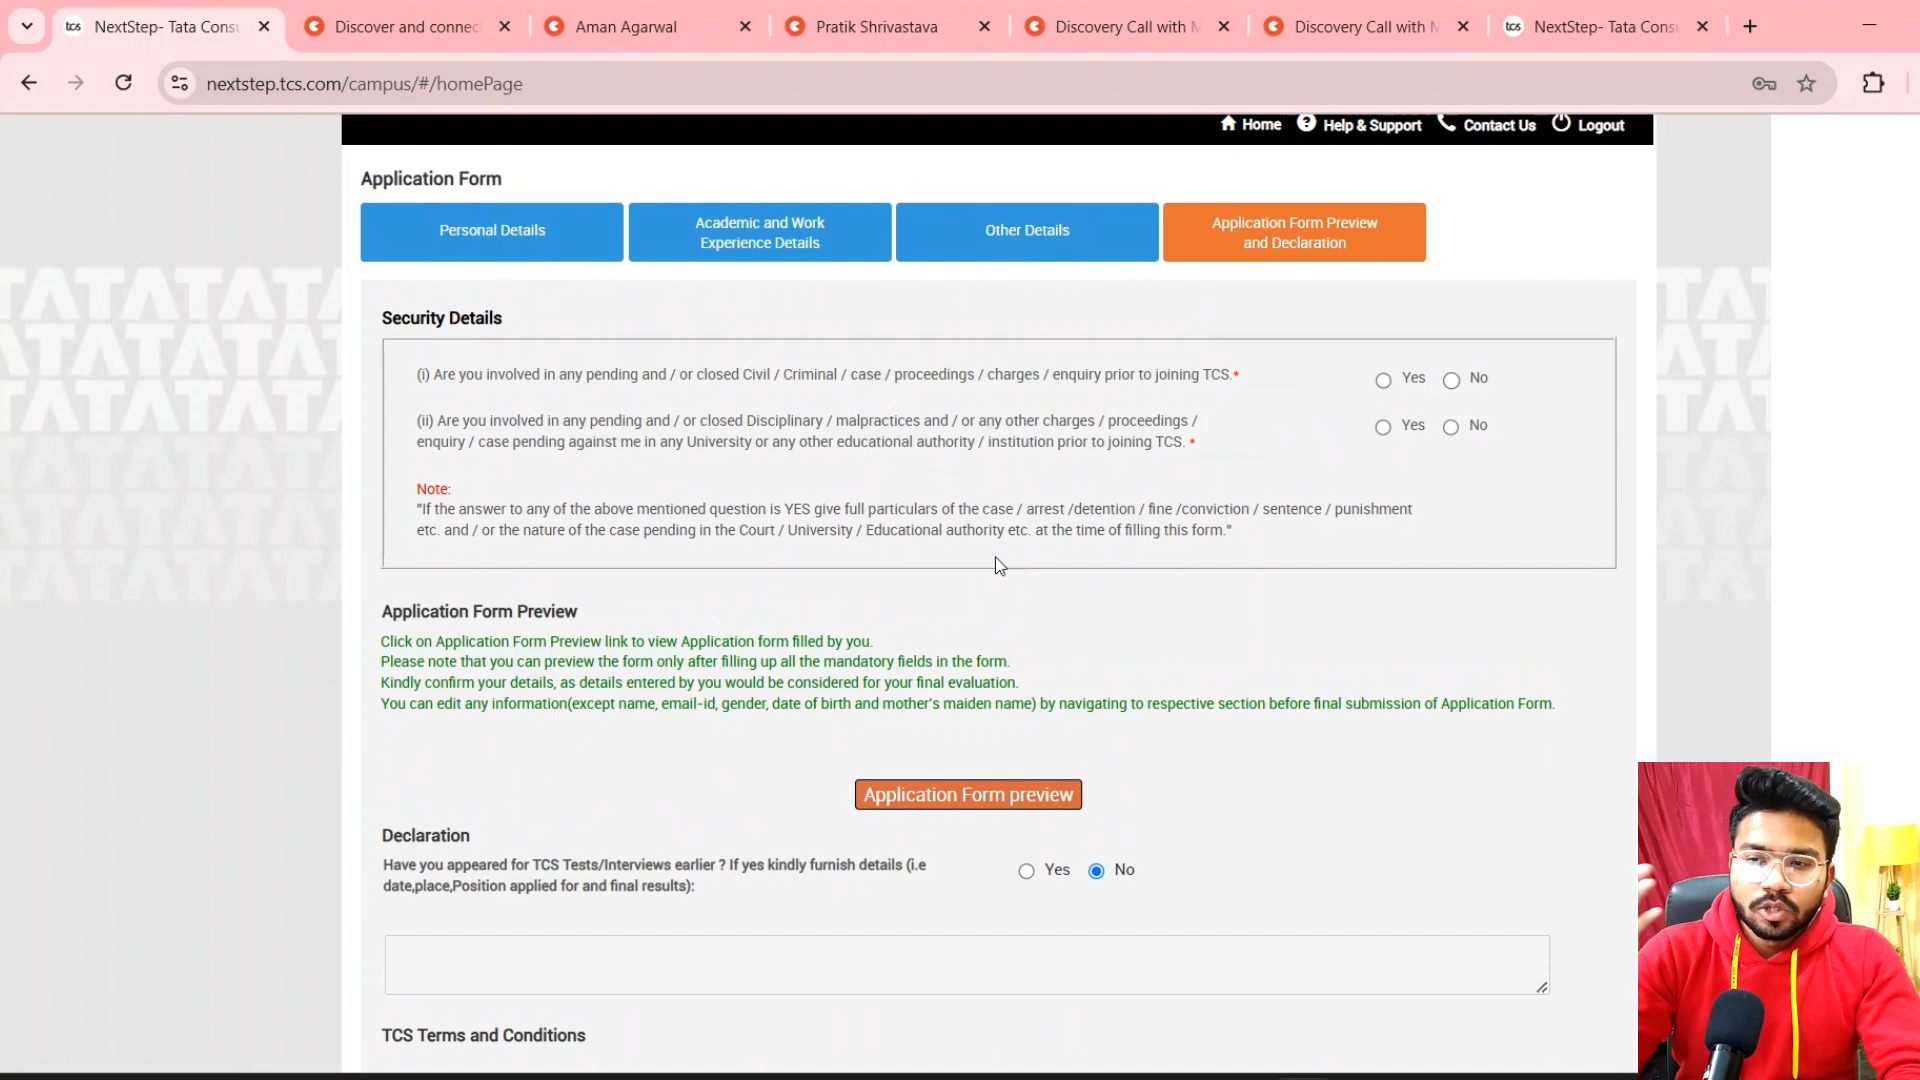 tcs NextStep- Tata Consu
Discover and connec
Aman Agarwal
Pratik Shrivastava
Discovery Call with M
Discovery Call with M
tcs NextStep- Tata Cons
nextstep.tcs.com/campus/#/homePage
Home
Help & Support
Contact Us
Logout
Application Form
Personal Details
Academic and Work
Experience Details
Other Details
Application Form Preview
and Declaration
Security Details
(i) Are you involved in any pending and / or closed Civil / Criminal / case / proceedings / charges / enquiry prior to joining TCS.*
Yes No
(ii) Are you involved in any pending and / or closed Disciplinary / malpractices and / or any other charges / proceedings /
enquiry / case pending against me in any University or any other educational authority / institution prior to joining TCS. *
Yes No
Note:
"If the answer to any of the above mentioned question is YES give full particulars of the case / arrest /detention / fine /conviction / sentence / punishment
etc. and / or the nature of the case pending in the Court / University / Educational authority etc. at the time of filling this form."
Application Form Preview
Click on Application Form Preview link to view Application form filled by you.
Please note that you can preview the form only after filling up all the mandatory fields in the form.
Kindly confirm your details, as details entered by you would be considered for your final evaluation.
You can edit any information(except name, email-id, gender, date of birth and mother's maiden name) by navigating to respective section before final submission of Application Form.
Application Form preview
Declaration
Have you appeared for TCS Tests/Interviews earlier ? If yes kindly furnish details (i.e
date,place,Position applied for and final results):
Yes No
TCS Terms and Conditions